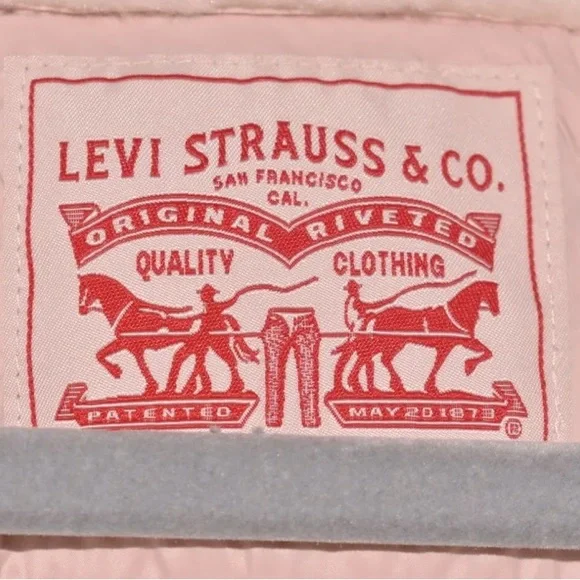 LEVI STRAUSS & CO.
SAN FRANCISCO
CAL.
ORIGINAL RIVETED
QUALITY CLOTHING
PATENTED MAY 20 1873
®